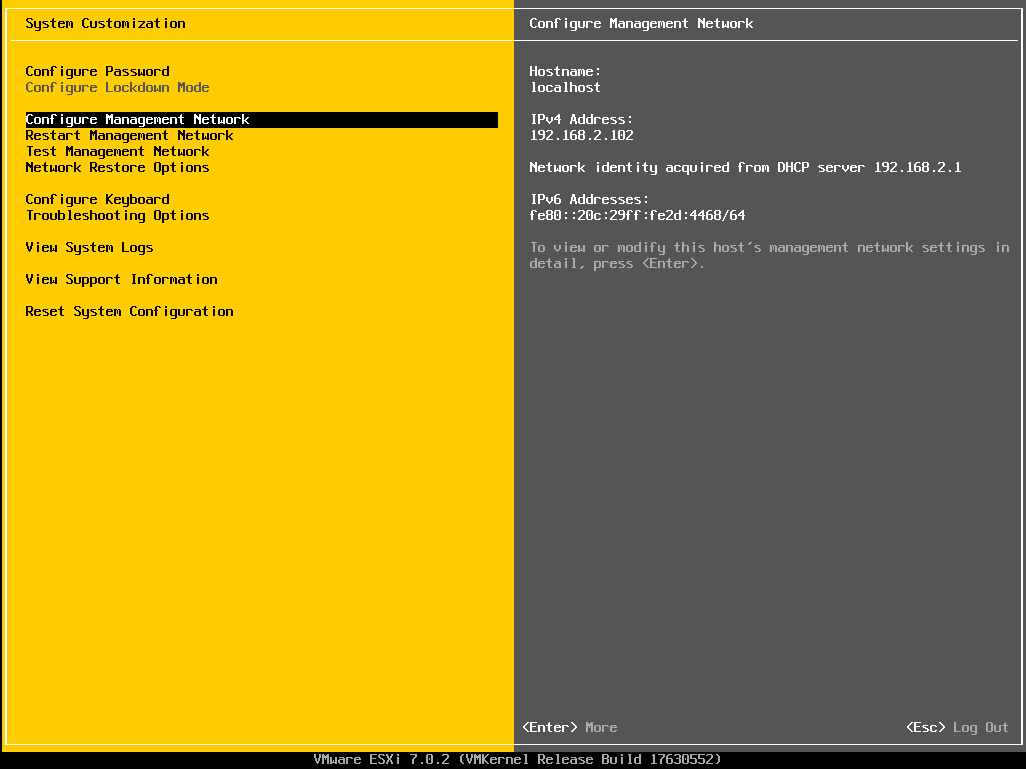 System Customization
Configure Password
Configure Lockdown Mode
Configure Management Network
Restart Management Network
Test Management Network
Network Restore Options
Configure Keyboard
Troubleshooting Options
View System Logs
View Support Information
Reset System Configuration
Configure Management Network
Hostname:
localhost
IPv4 Address:
192.168.2.102
Network identity acquired from DHCP server 192.168.2.1
IPv6 Addresses:
fe80::20c:29ff:fe2d:4468/64
To view or modify this host's management network settings in
detail, press <Enter>.
<Enter> More
<Esc> Log Out
VMware ESXi 7.0.2 (VMKernel Release Build 17630552)